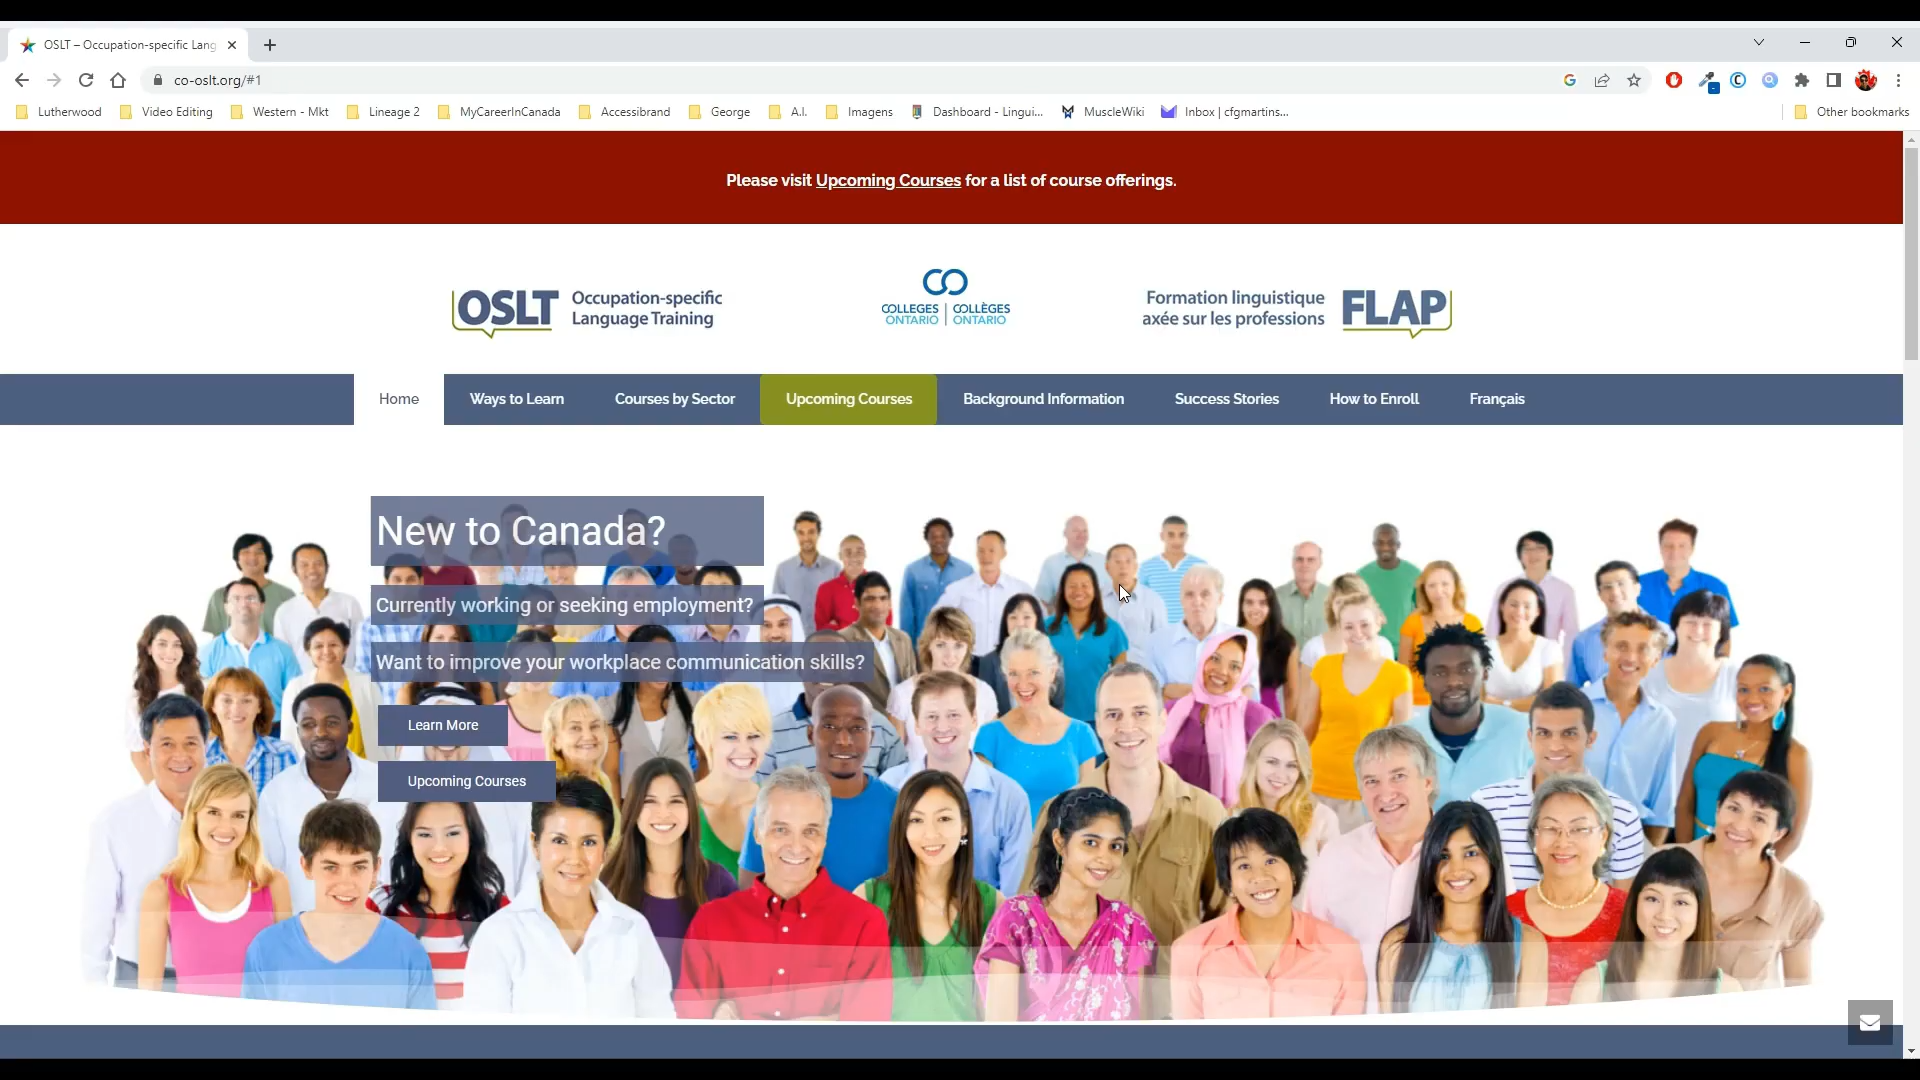 OSLT – Occupation-specific Lang
co-oslt.org/#1
Lutherwood
Video Editing
Western - Mkt
Lineage 2
MyCareerInCanada
Accessibrand
George
A.I.
Imagens
Dashboard - Lingui...
MuscleWiki
Inbox | cfgmartins...
Other bookmarks
Please visit Upcoming Courses for a list of course offerings.
OSLT Occupation-specific
Language Training
COLLEGES | COLLÈGES
ONTARIO | ONTARIO
Formation linguistique
axée sur les professions FLAP
Home
Ways to Learn
Courses by Sector
Upcoming Courses
Background Information
Success Stories
How to Enroll
Français
New to Canada?
Currently working or seeking employment?
Want to improve your workplace communication skills?
Learn More
Upcoming Courses